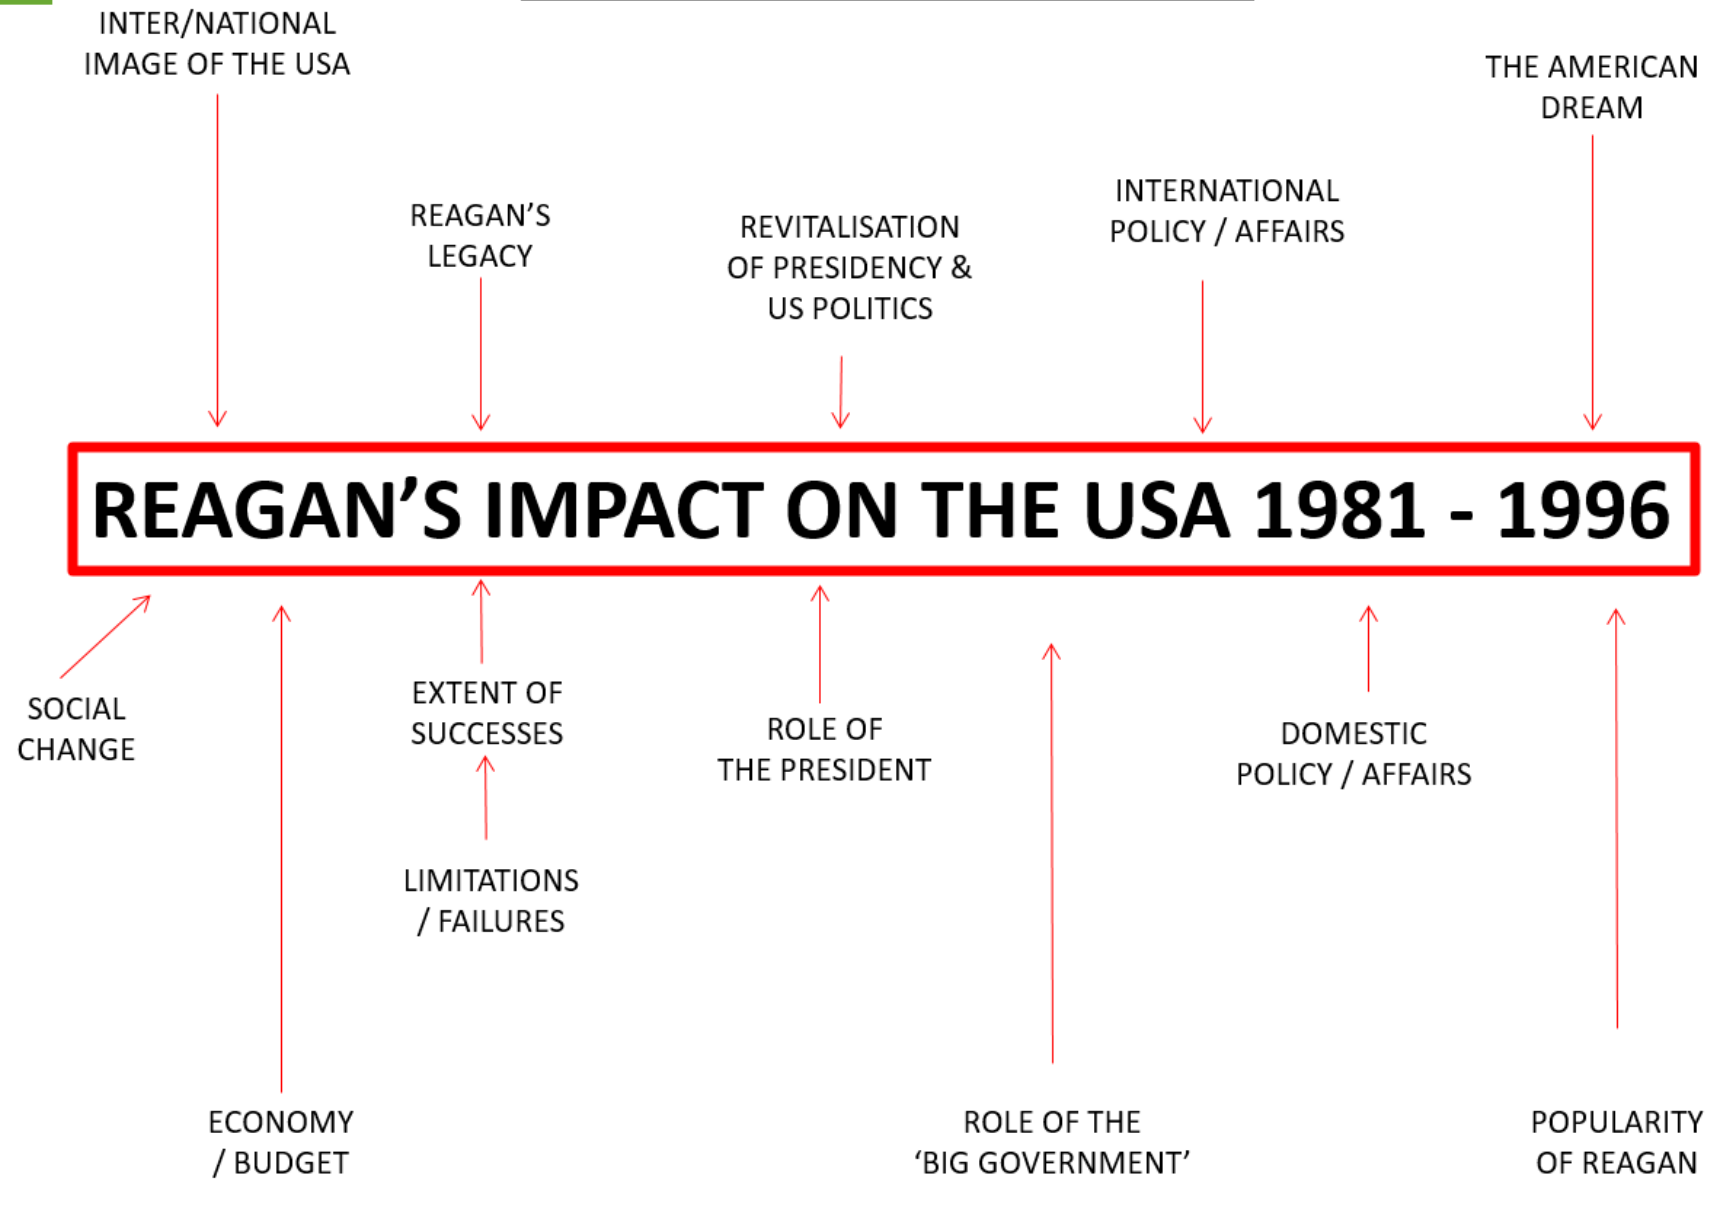 INTER/NATIONAL
IMAGE OF THE USA
THE AMERICAN
DREAM
REAGAN’S
LEGACY
REVITALISATION
OF PRESIDENCY &
US POLITICS
INTERNATIONAL
POLICY / AFFAIRS
REAGAN’S IMPACT ON THE USA 1981 - 1996
SOCIAL
CHANGE
EXTENT OF
SUCCESSES
ROLE OF
THE PRESIDENT
DOMESTIC
POLICY / AFFAIRS
LIMITATIONS
/ FAILURES
ECONOMY
/ BUDGET
ROLE OF THE
‘BIG GOVERNMENT’
POPULARITY
OF REAGAN